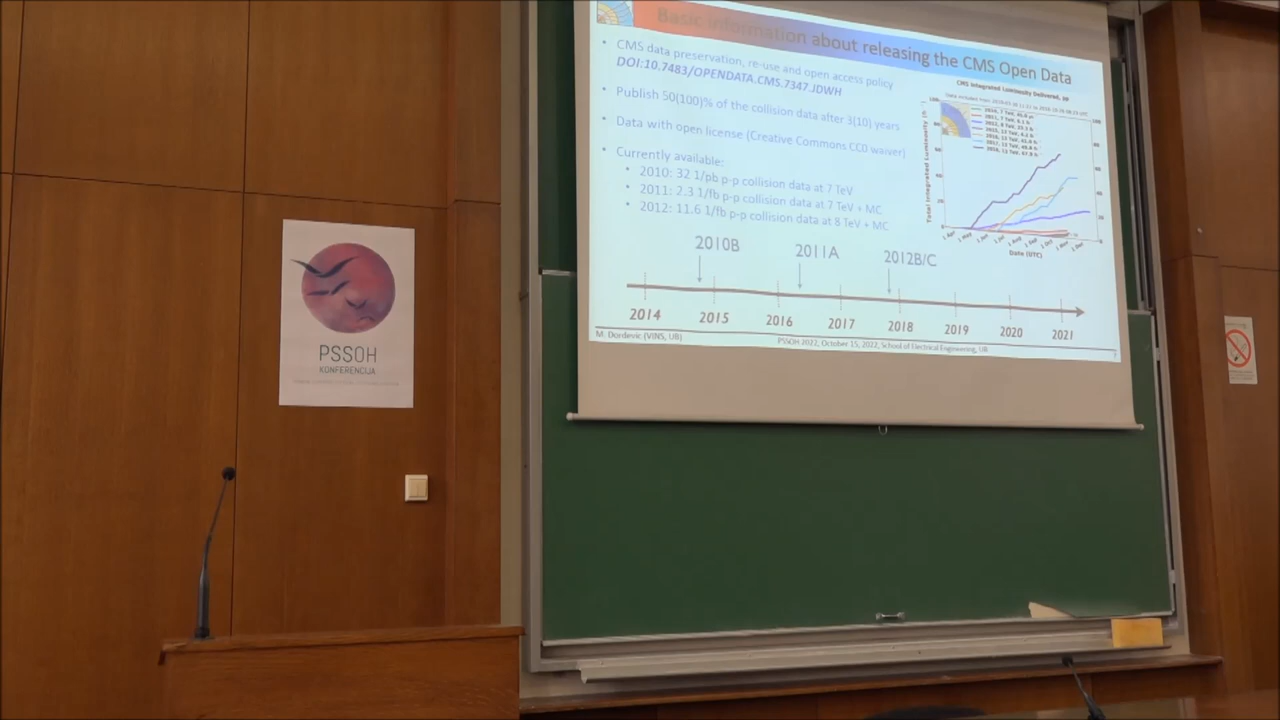 Basic information about releasing the CMS Open Data
• CMS data preservation, re-use and open access policy
DOI:10.7483/OPENDATA.CMS.7347.JDWH
• Publish 50(100)% of the collision data after 3(10) years
• Data with open license (Creative Commons CC0 waiver)
• Currently available:
• 2010: 32 1/pb p-p collision data at 7 TeV
• 2011: 2.3 1/fb p-p collision data at 7 TeV + MC
• 2012: 11.6 1/fb p-p collision data at 8 TeV + MC
CMS Integrated Luminosity Delivered, pp
Total Integrated Luminosity
Date (UTC)
2010B 2011A 2012B/C
2014 2015 2016 2017 2018 2019 2020 2021
M. Dordevic (VINS, UB) PSSOH 2022, October 15, 2022, School of Electrical Engineering, UB
PSSOH
KONFERENCIJA